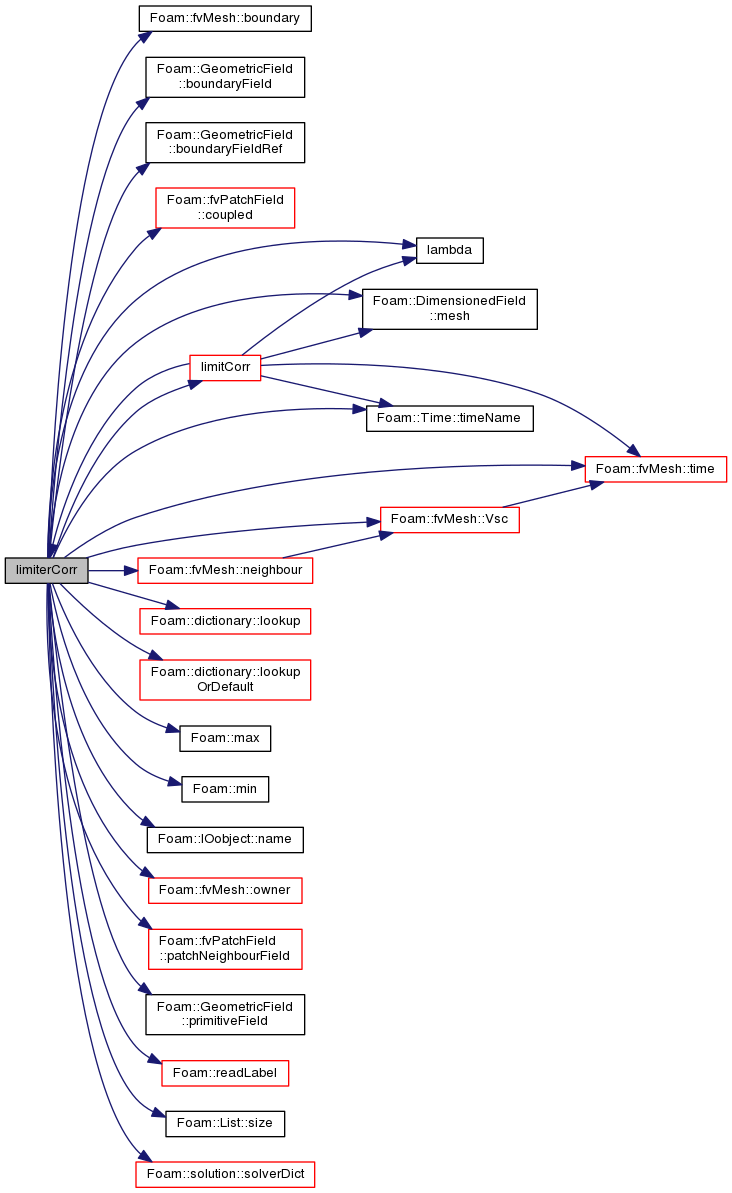 Foam::fvMesh::boundary
Foam::GeometricField
::boundaryField
Foam::GeometricField
::boundaryFieldRef
Foam::fvPatchField
::coupled
lambda
Foam::DimensionedField
::mesh
limitCorr
Foam::Time::timeName
Foam::fvMesh::time
Foam::fvMesh::Vsc
limiterCorr
Foam::fvMesh::neighbour
Foam::dictionary::lookup
Foam::dictionary::lookup
OrDefault
Foam::max
Foam::min
Foam::IOobject::name
Foam::fvMesh::owner
Foam::fvPatchField
::patchNeighbourField
Foam::GeometricField
::primitiveField
Foam::readLabel
Foam::List::size
Foam::solution::solverDict